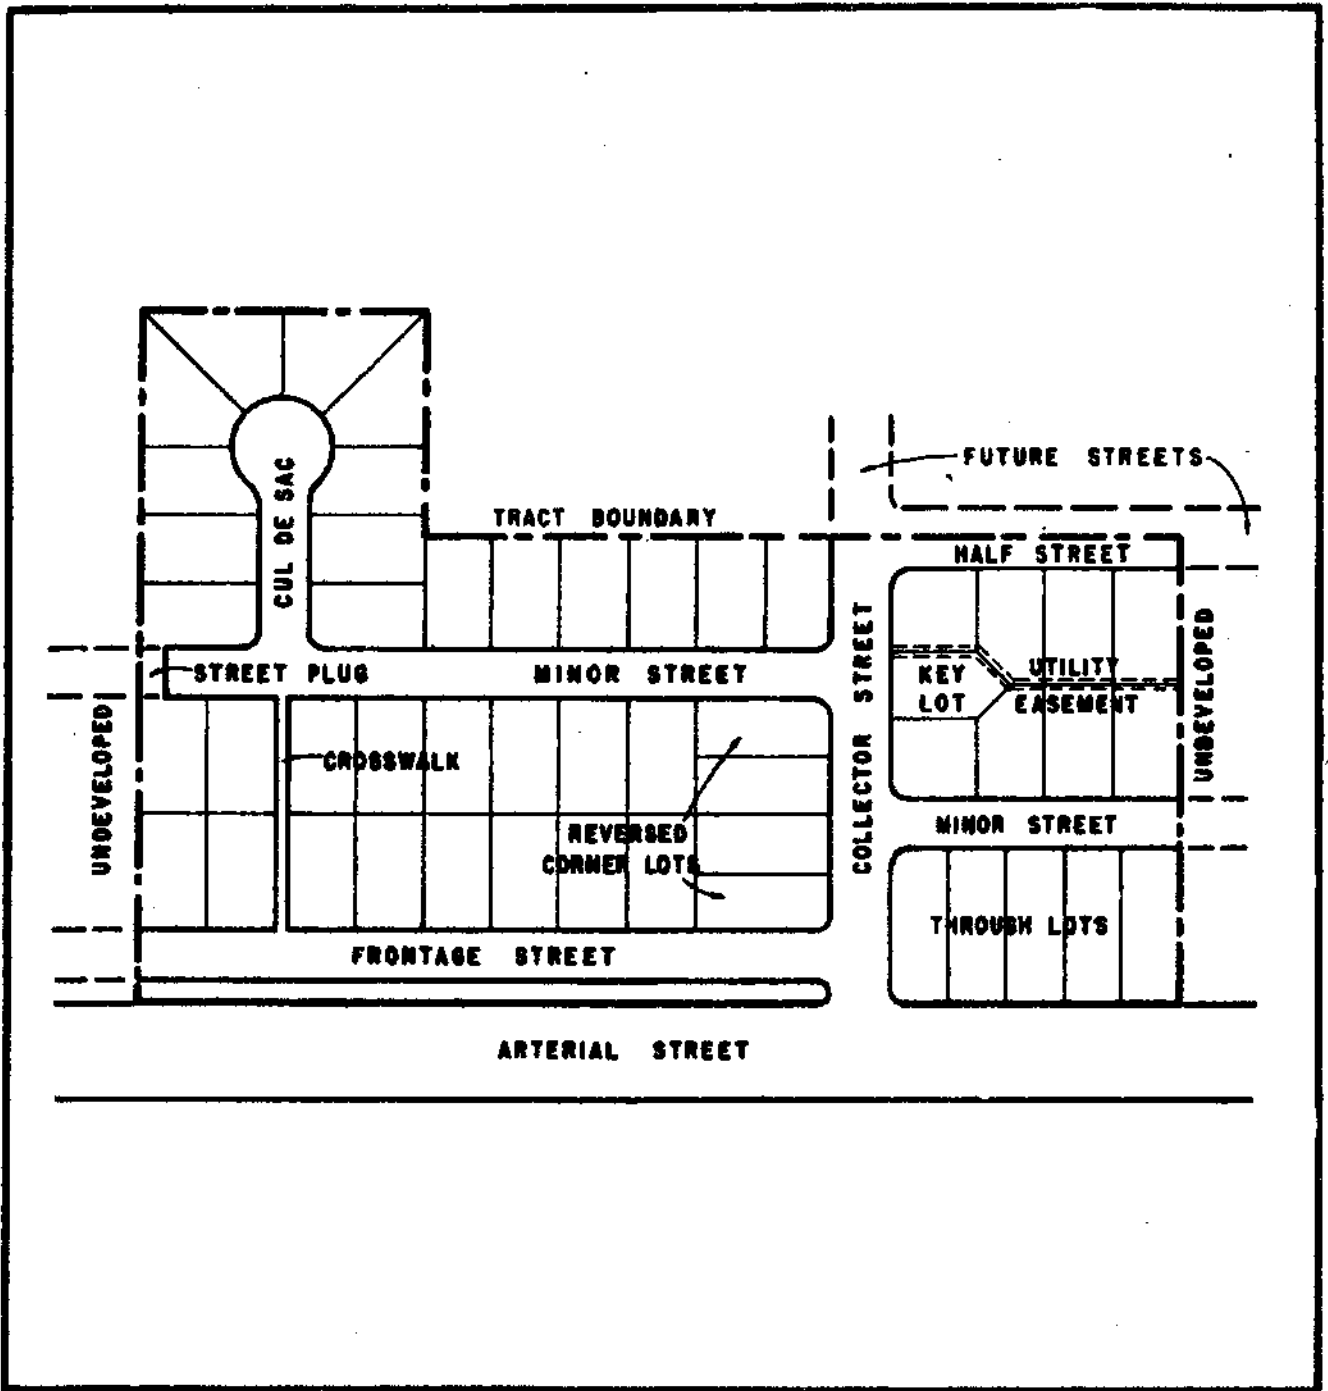 FUTURE STREETS
CUL DE SAC
TRACT BOUNDARY
HALF STREET
STREET PLUG
MINOR STREET
COLLECTOR STREET
KEY
LOT
UTILITY
EASEMENT
UNDEVELOPED
UNDEVELOPED
CROSSWALK
REVERSED
CORNER LOTS
MINOR STREET
THROUGH LOTS
FRONTAGE STREET
ARTERIAL STREET